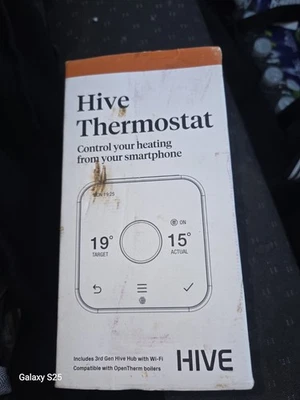 Hive
Thermostat
Control your heating
from your smartphone
ON
19°
TARGET
15°
ACTUAL
Includes 3rd Gen Hive Hub with Wi-Fi
Compatible with OpenTherm boilers
HIVE
Galaxy S25